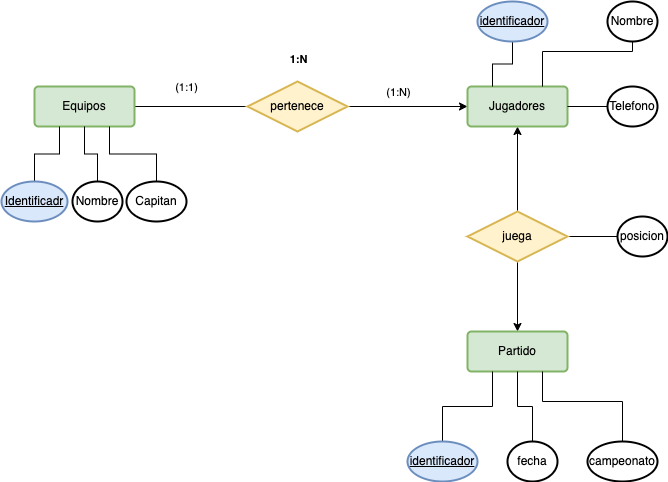 identificador
Nombre
1:N
(1:1)
(1:N)
Equipos
pertenece
Jugadores
Telefono
Identificadr
Nombre
Capitan
juega
posicion
Partido
identificador
fecha
campeonato